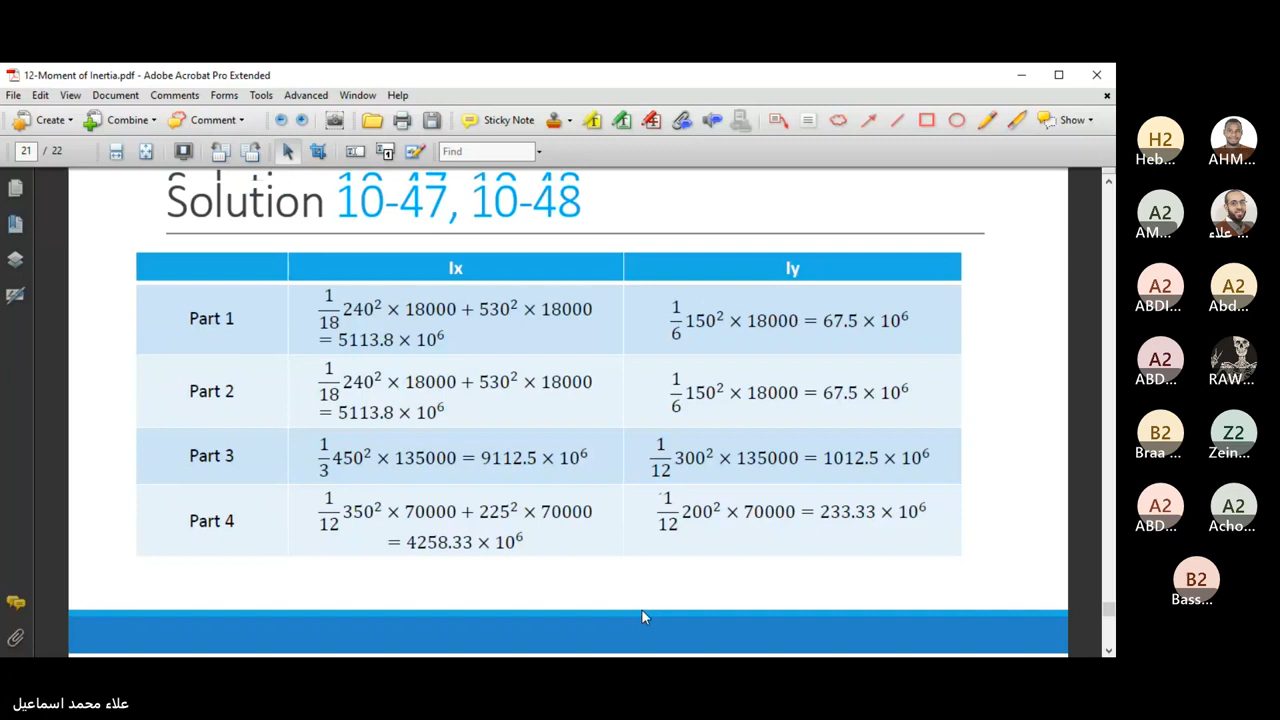 12-Moment of Inertia.pdf - Adobe Acrobat Pro Extended
File Edit View Document Comments Forms Tools Advanced Window Help
Create Combine Comment Sticky Note Show
21 / 22 Find
Solution 10-47, 10-48
Ix Iy
Part 1
1/18 240² × 18000 + 530² × 18000
= 5113.8 × 10⁶
1/6 150² × 18000 = 67.5 × 10⁶
Part 2
1/18 240² × 18000 + 530² × 18000
= 5113.8 × 10⁶
1/6 150² × 18000 = 67.5 × 10⁶
Part 3
1/3 450² × 135000 = 9112.5 × 10⁶
1/12 300² × 135000 = 1012.5 × 10⁶
Part 4
1/12 350² × 70000 + 225² × 70000
= 4258.33 × 10⁶
1/12 200² × 70000 = 233.33 × 10⁶
H2
Heb...
AHM...
A2
AM...
علاء ...
A2
ABDI...
A2
Abd...
A2
ABD...
RAW...
B2
Braa ...
Z2
Zein...
A2
ABD...
A2
Acho...
B2
Bass...
علاء محمد اسماعيل